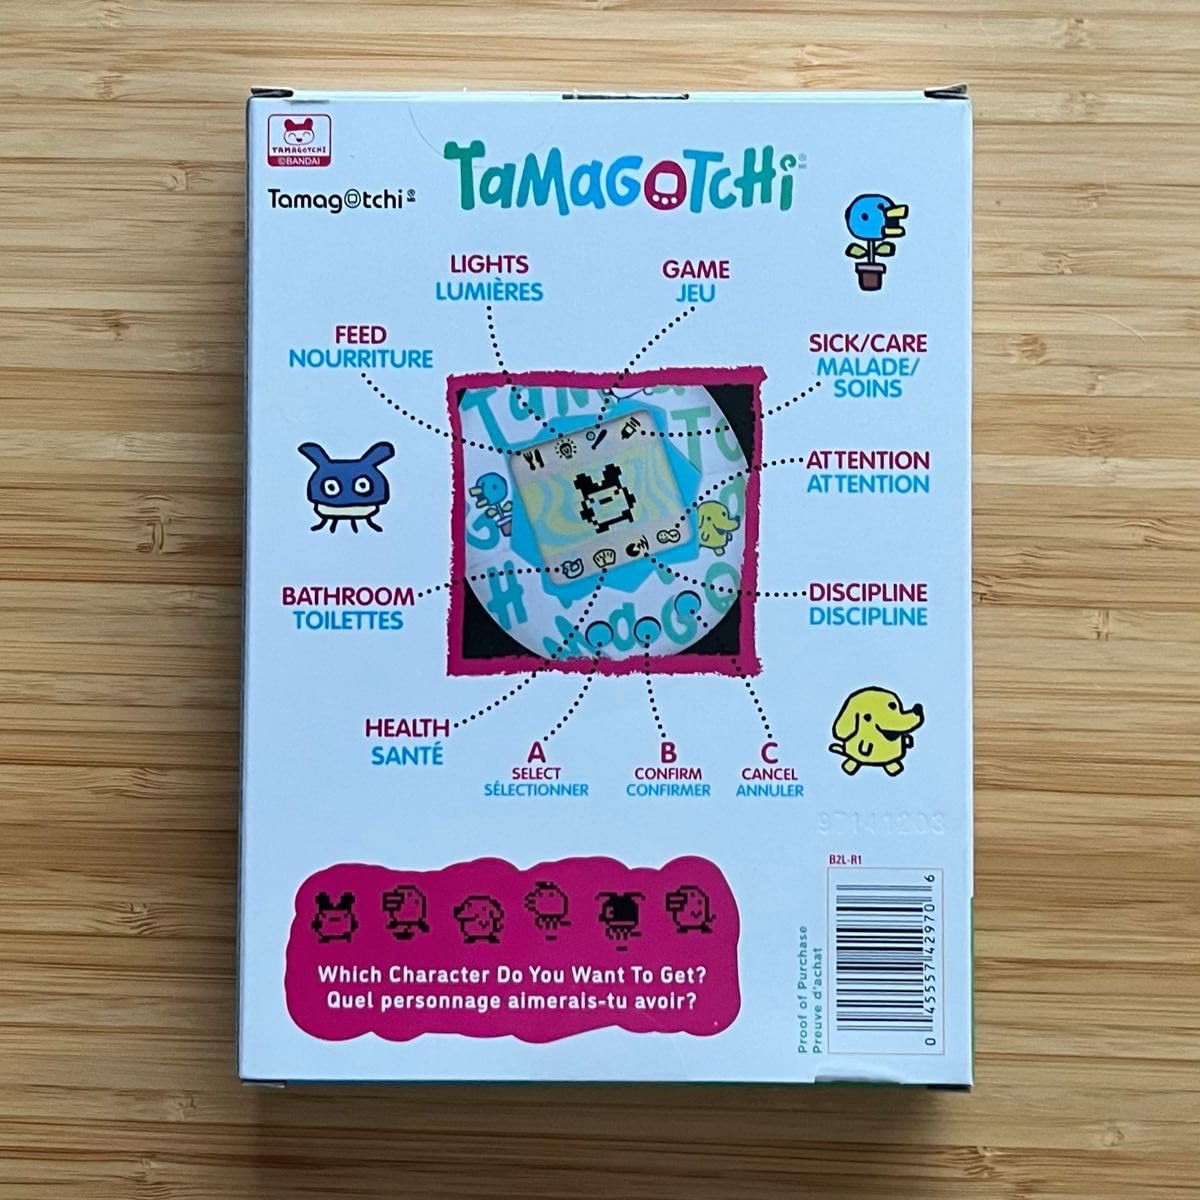 TAMAGOTCHI
©BANDAI
Tamagotchi®
TAMAGOTCHI®
LIGHTS
LUMIÈRES
GAME
JEU
FEED
NOURRITURE
SICK/CARE
MALADE/
SOINS
ATTENTION
ATTENTION
BATHROOM
TOILETTES
DISCIPLINE
DISCIPLINE
HEALTH
SANTÉ
A
SELECT
SÉLECTIONNER
B
CONFIRM
CONFIRMER
C
CANCEL
ANNULER
97141203
B2L-R1
Which Character Do You Want To Get?
Quel personnage aimerais-tu avoir?
Proof of Purchase
Preuve d'achat
0 45557 42970 6